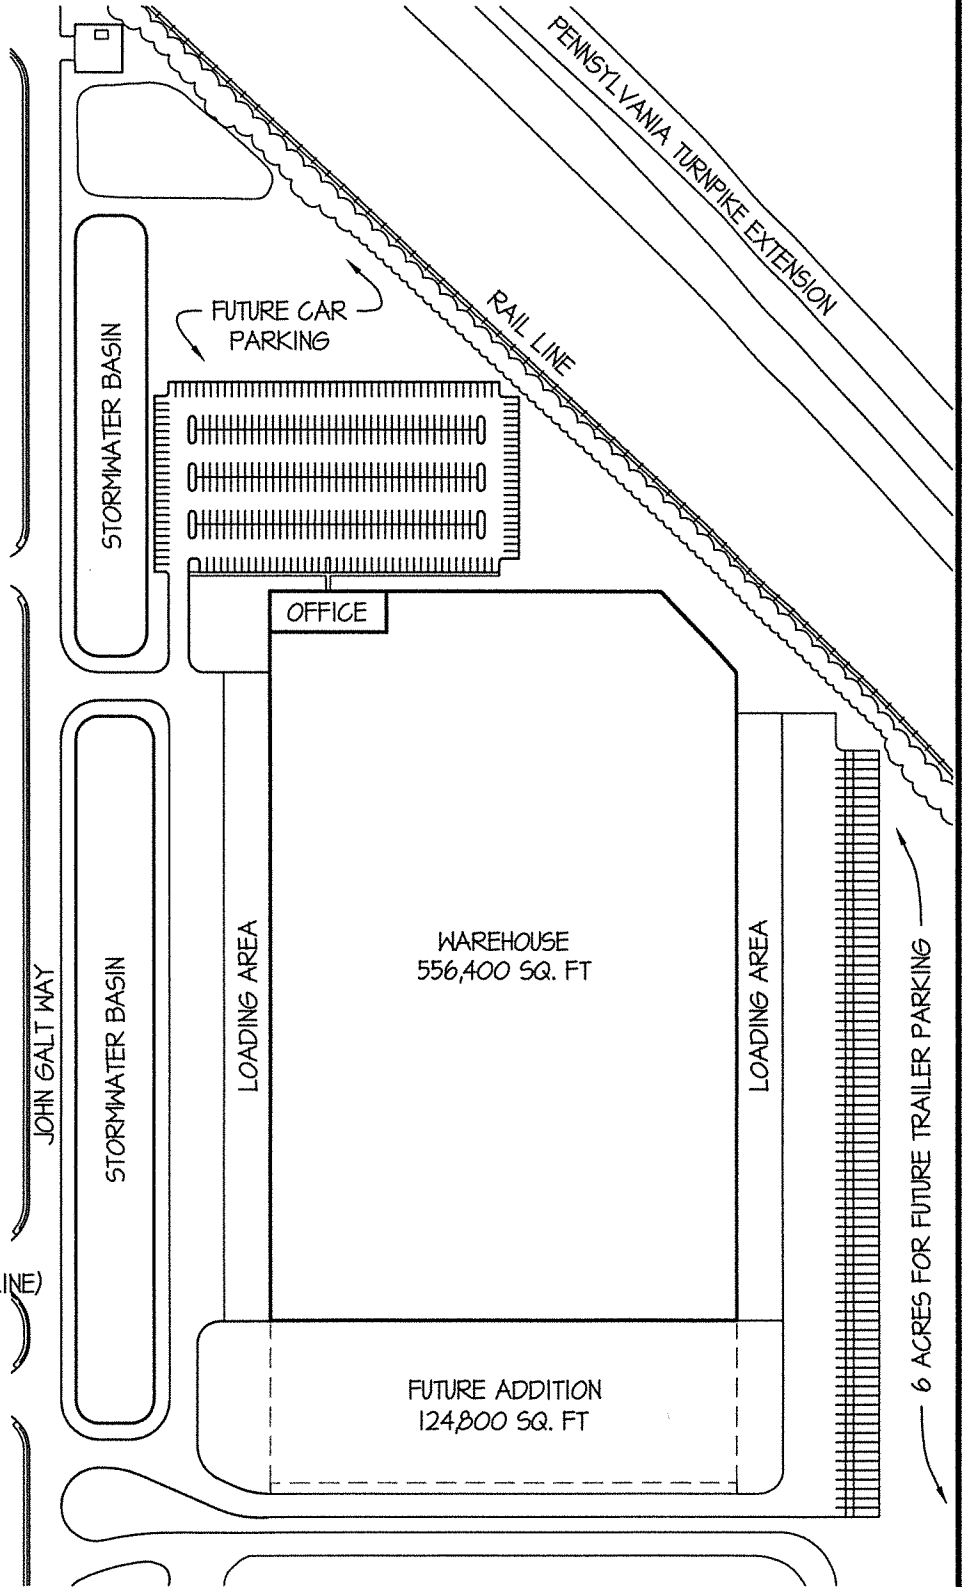 PENNSYLVANIA TURNPIKE EXTENSION
RAIL LINE
FUTURE CAR
PARKING
STORMWATER BASIN
OFFICE
WAREHOUSE
556,400 SQ. FT
LOADING AREA
LOADING AREA
JOHN GALT WAY
STORMWATER BASIN
6 ACRES FOR FUTURE TRAILER PARKING
INE)
FUTURE ADDITION
124,800 SQ. FT